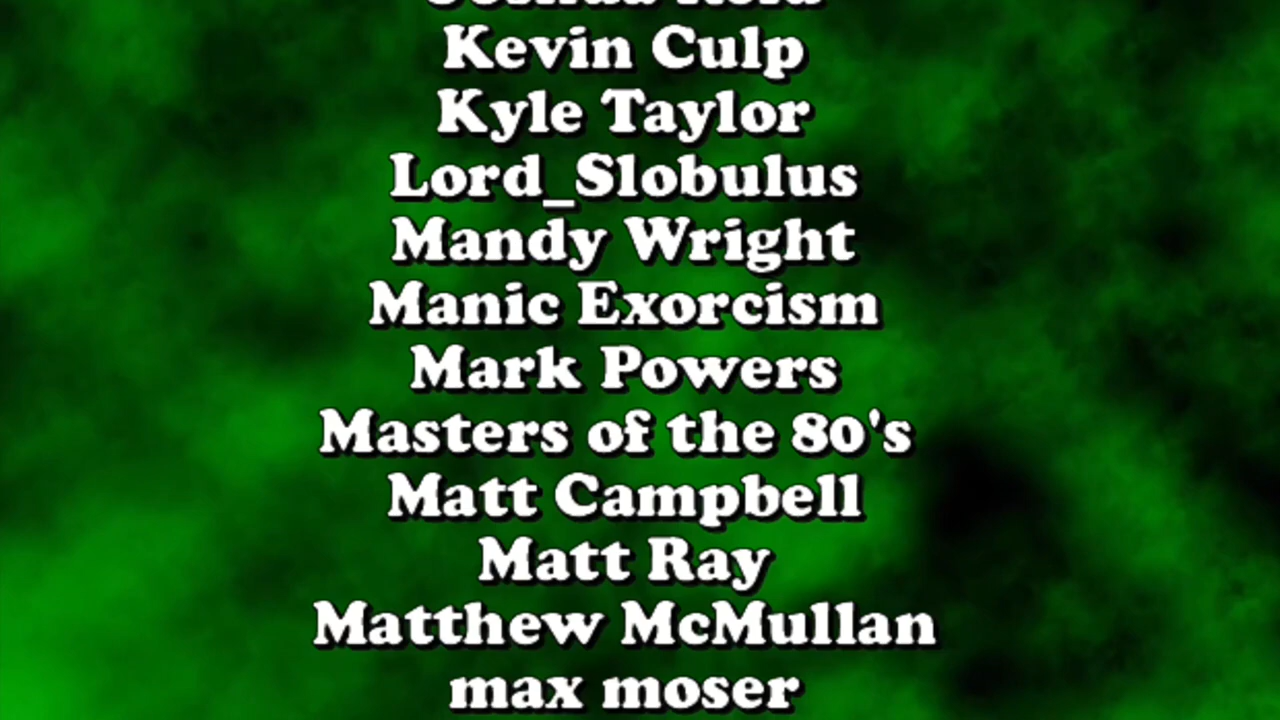 Kevin Culp
Kyle Taylor
Lord_Slobulus
Mandy Wright
Manic Exorcism
Mark Powers
Masters of the 80's
Matt Campbell
Matt Ray
Matthew McMullan
max moser